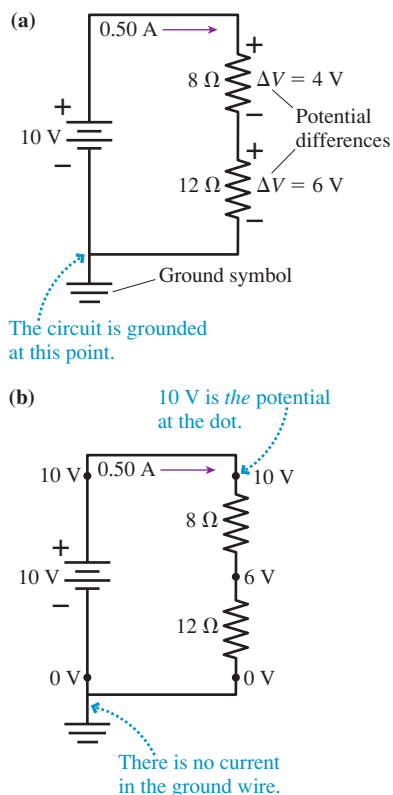 (a)
0.50 A
+
8 Ω
ΔV = 4 V
−
Potential
differences
+
10 V
−
+
12 Ω
ΔV = 6 V
−
Ground symbol
The circuit is grounded
at this point.
(b)
10 V is the potential
at the dot.
10 V
0.50 A
10 V
8 Ω
+
10 V
−
6 V
12 Ω
0 V
0 V
There is no current
in the ground wire.